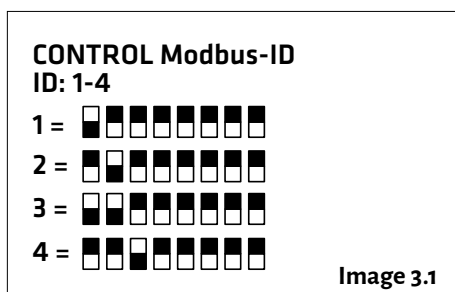 CONTROL Modbus-ID
ID: 1-4
1 =
2 =
3 =
4 =
Image 3.1